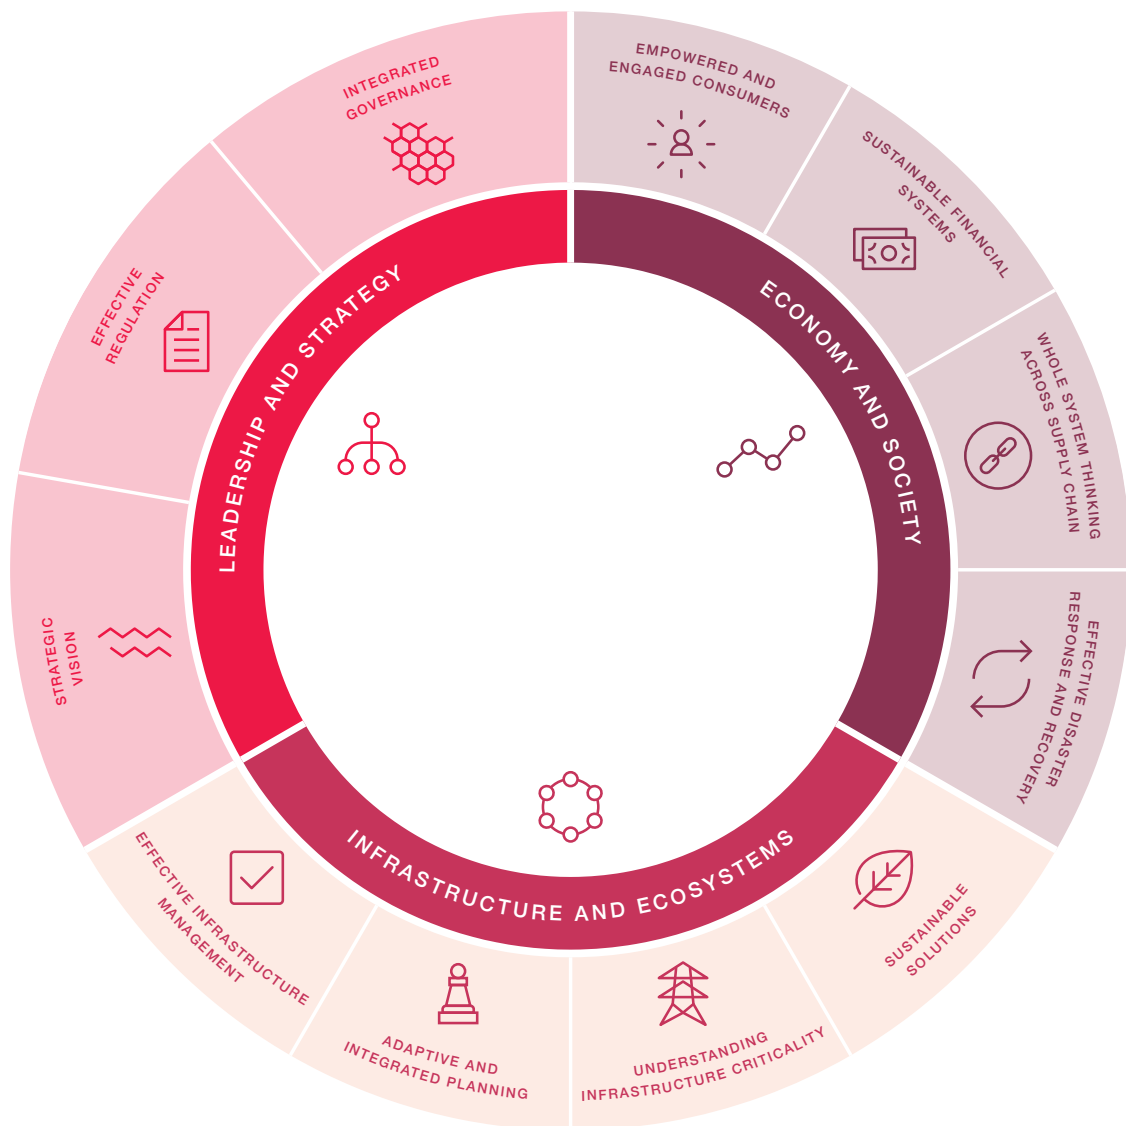 INTEGRATED
GOVERNANCE
EMPOWERED AND
ENGAGED CONSUMERS
SUSTAINABLE FINANCIAL
SYSTEMS
WHOLE SYSTEM THINKING
ACROSS SUPPLY CHAIN
EFFECTIVE DISASTER
RESPONSE AND RECOVERY
SUSTAINABLE
SOLUTIONS
UNDERSTANDING
INFRASTRUCTURE CRITICALITY
ADAPTIVE AND
INTEGRATED PLANNING
EFFECTIVE INFRASTRUCTURE
MANAGEMENT
STRATEGIC
VISION
EFFECTIVE
REGULATION
LEADERSHIP AND STRATEGY
ECONOMY AND SOCIETY
INFRASTRUCTURE AND ECOSYSTEMS